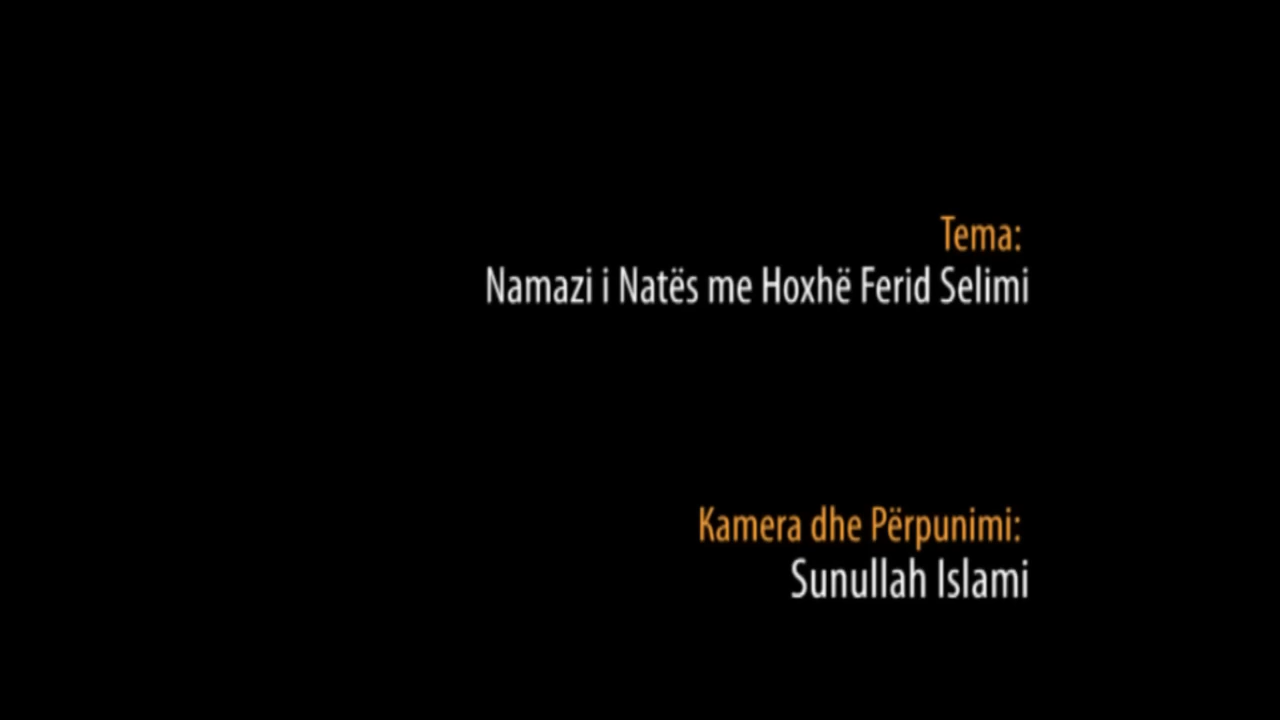 Tema:
Namazi i Natës me Hoxhë Ferid Selimi
Kamera dhe Përpunimi:
Sunullah Islami